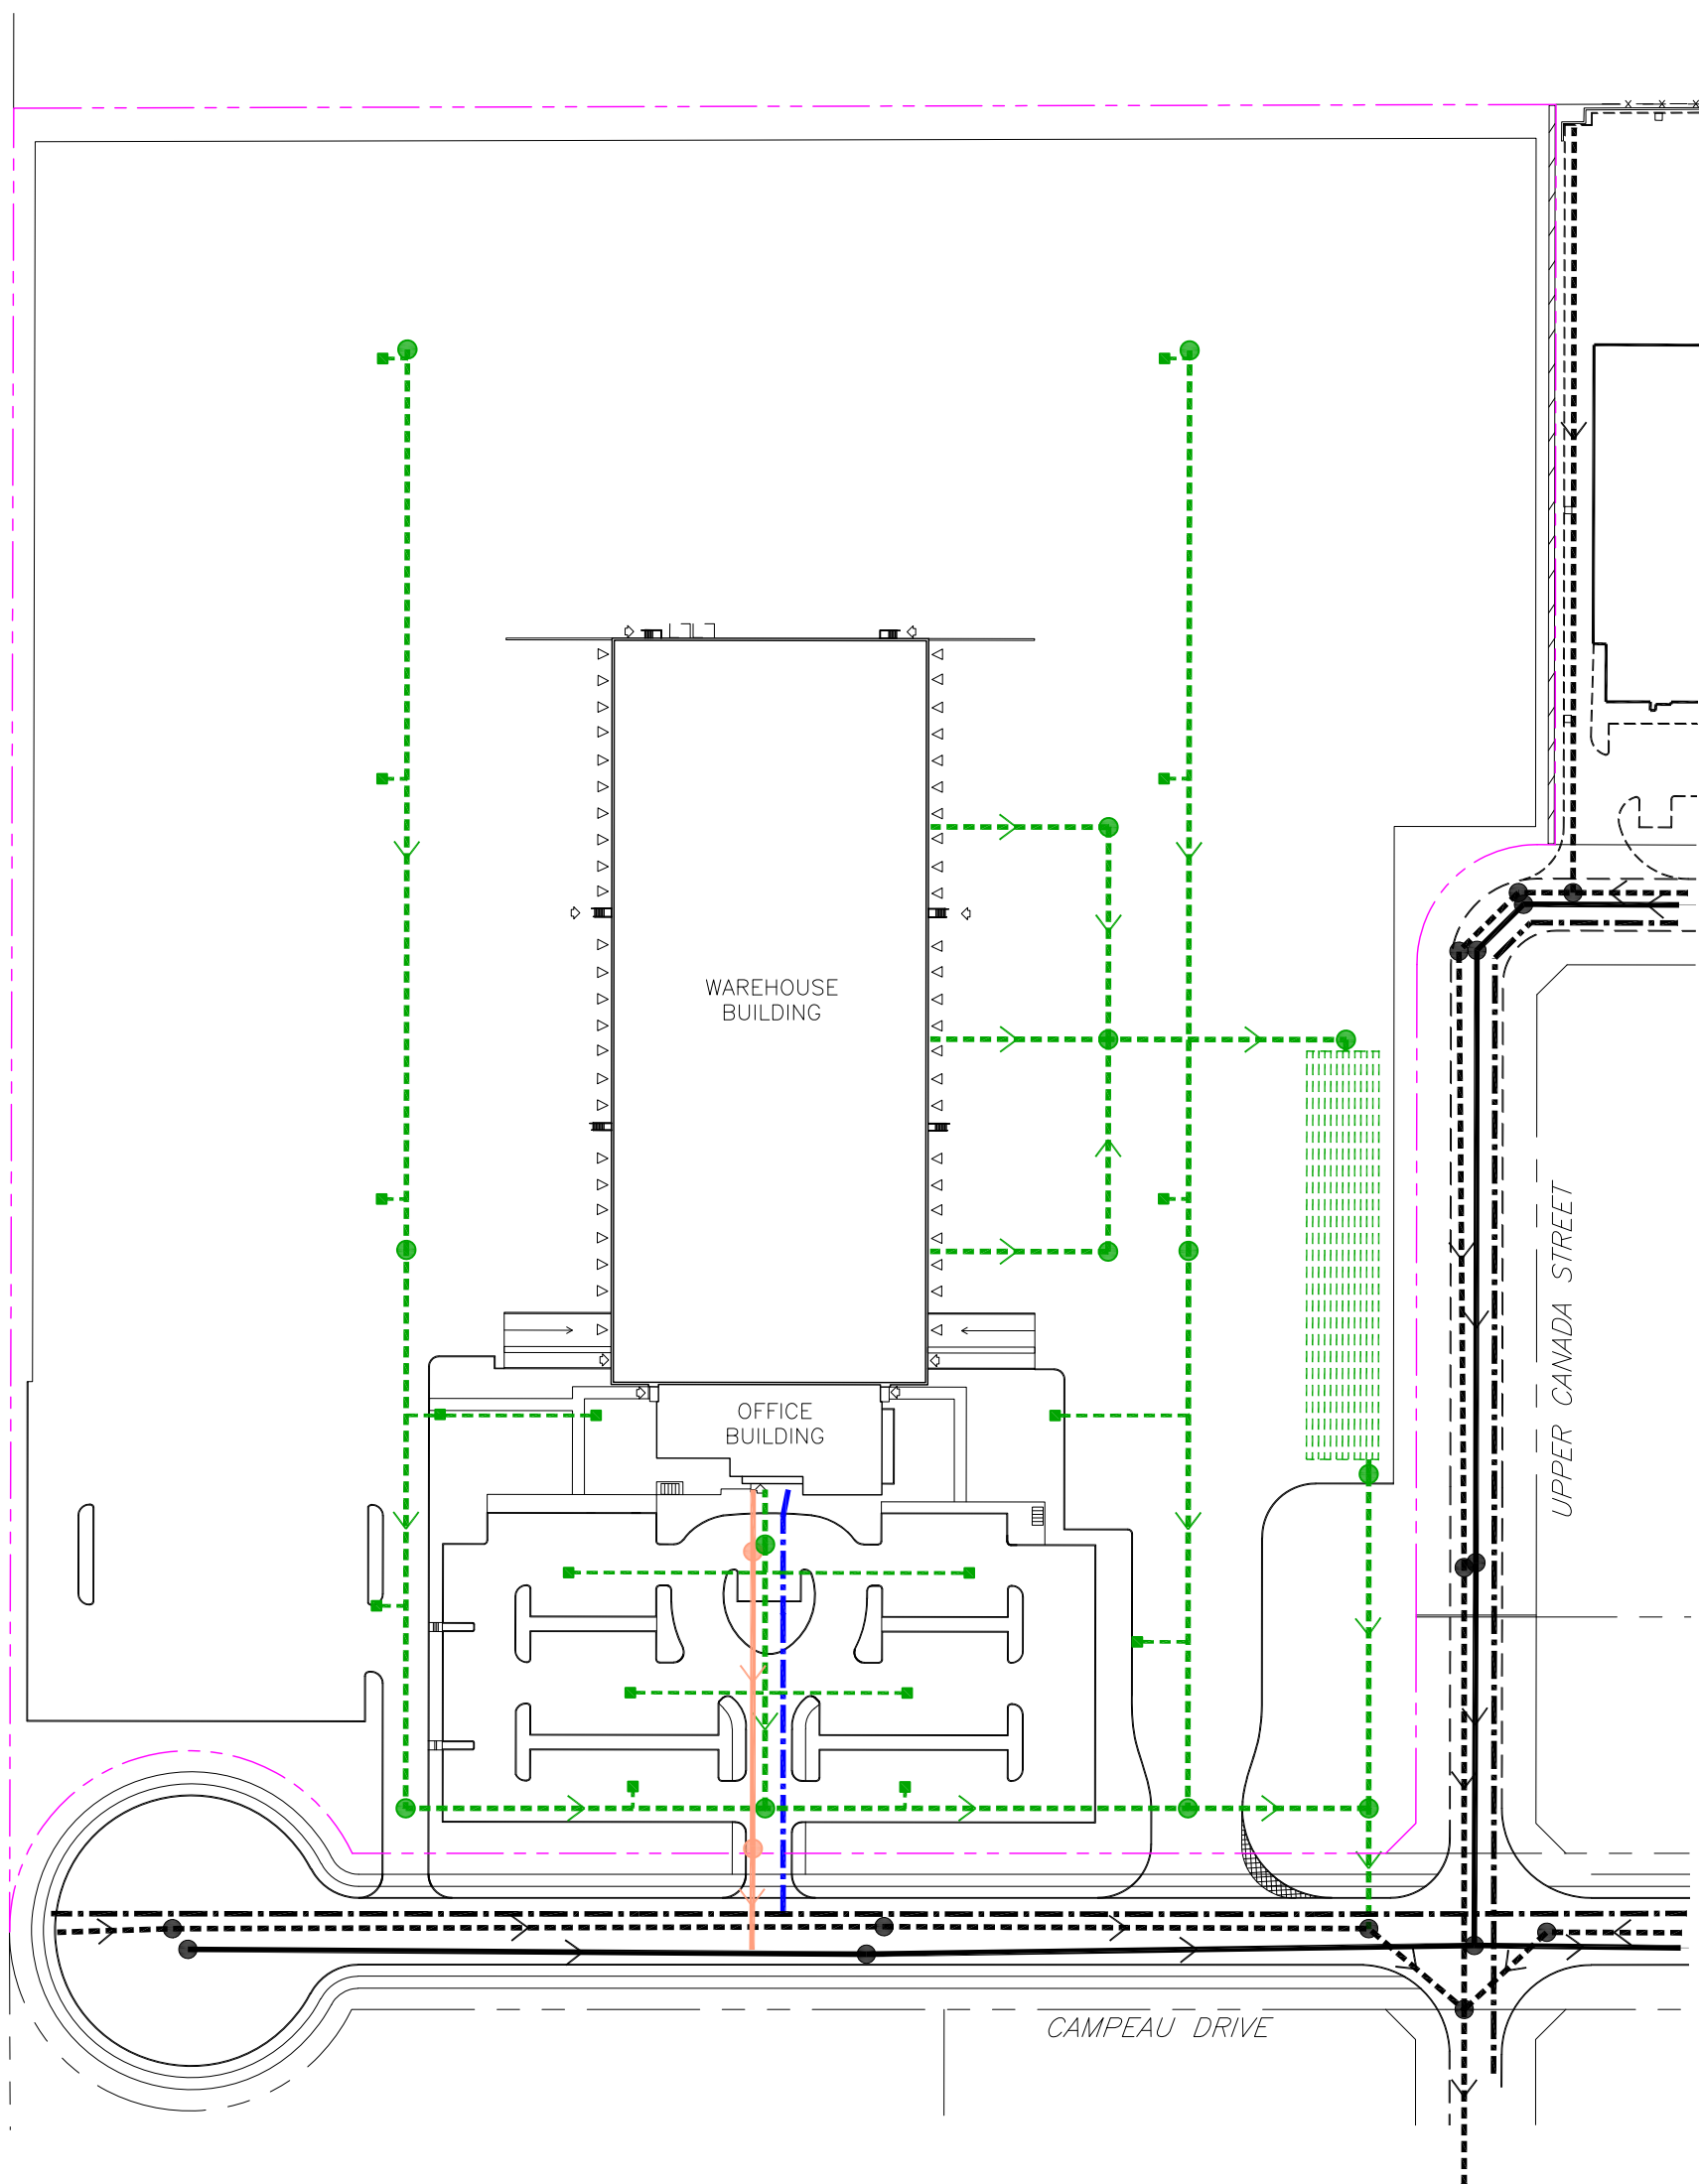 WAREHOUSE
BUILDING
OFFICE
BUILDING
UPPER CANADA STREET
CAMPEAU DRIVE